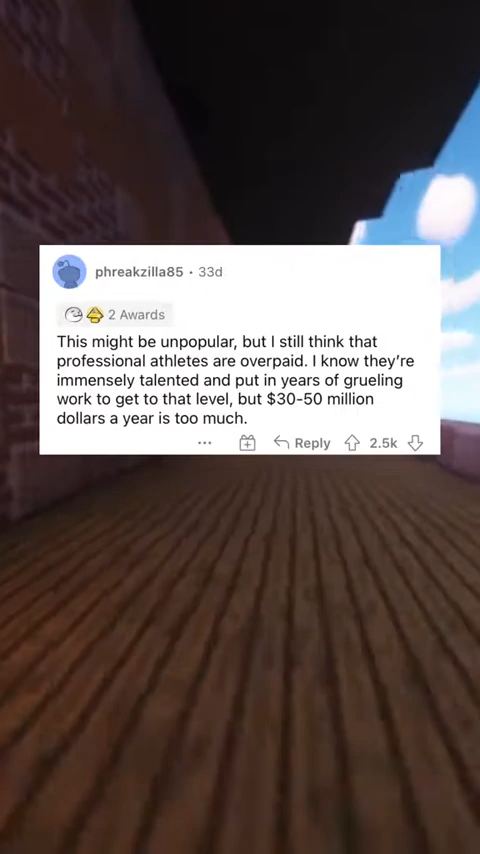 phreakzilla85 · 33d
2 Awards
This might be unpopular, but I still think that
professional athletes are overpaid. I know they're
immensely talented and put in years of grueling
work to get to that level, but $30-50 million
dollars a year is too much.
Reply 2.5k